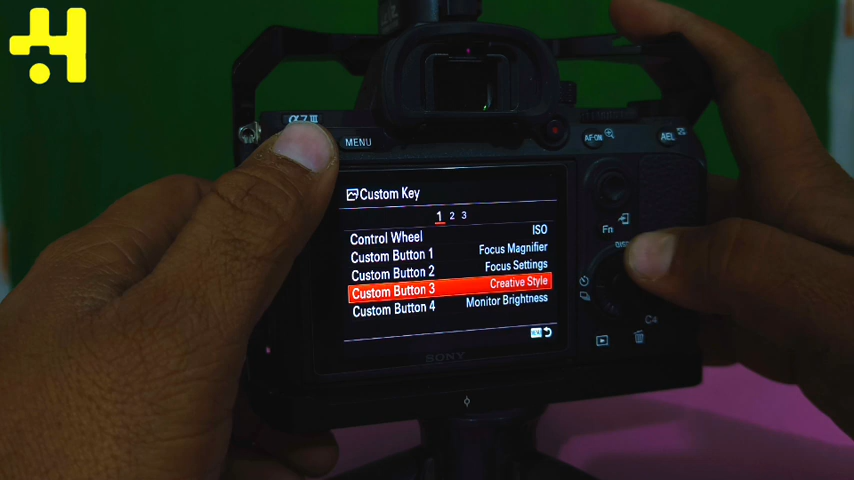 α7III
MENU
AF-ON
AEL
Custom Key
1 2 3
Control Wheel ISO
Custom Button 1 Focus Magnifier
Custom Button 2 Focus Settings
Custom Button 3 Creative Style
Custom Button 4 Monitor Brightness
MENU
Fn
C4
SONY